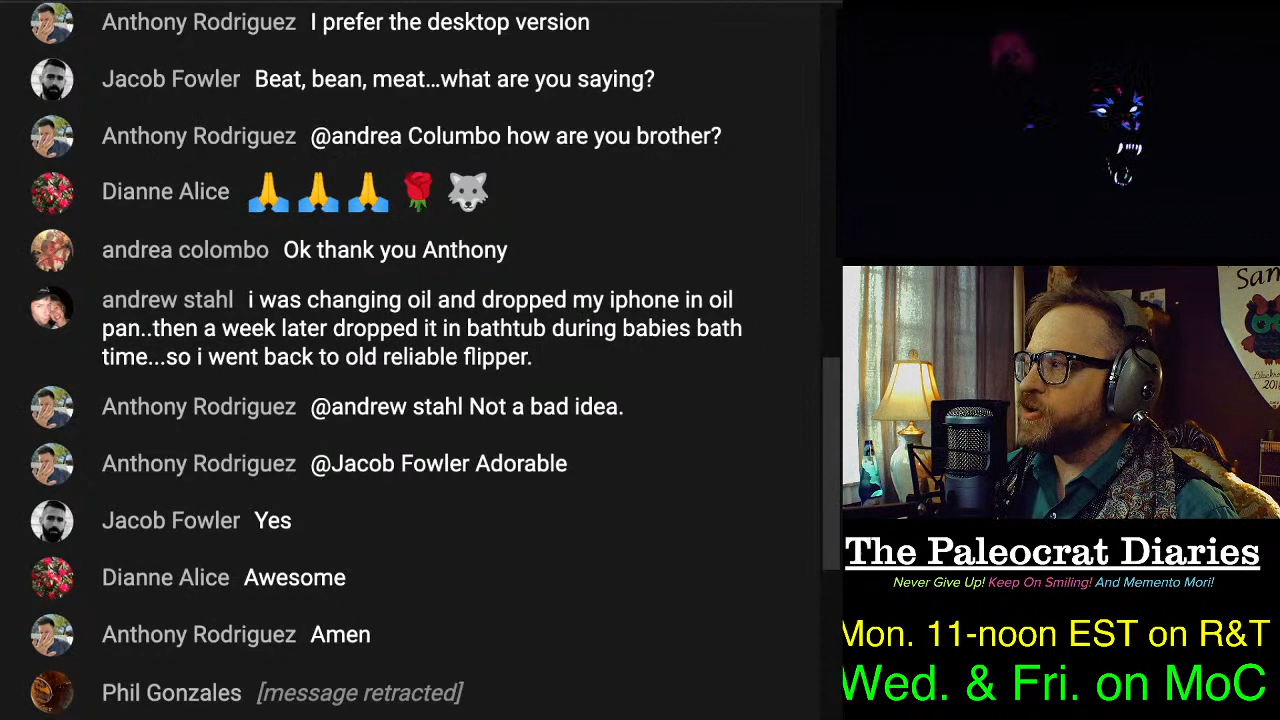 Anthony Rodriguez I prefer the desktop version
Jacob Fowler Beat, bean, meat...what are you saying?
Anthony Rodriguez @andrea Columbo how are you brother?
Dianne Alice 🙏🙏🙏🌹🐺
andrea colombo Ok thank you Anthony
andrew stahl i was changing oil and dropped my iphone in oil
pan..then a week later dropped it in bathtub during babies bath
time...so i went back to old reliable flipper.
Anthony Rodriguez @andrew stahl Not a bad idea.
Anthony Rodriguez @Jacob Fowler Adorable
Jacob Fowler Yes
Dianne Alice Awesome
Anthony Rodriguez Amen
Phil Gonzales [message retracted]
The Paleocrat Diaries
Never Give Up! Keep On Smiling! And Memento Mori!
Mon. 11-noon EST on R&T
Wed. & Fri. on MoC